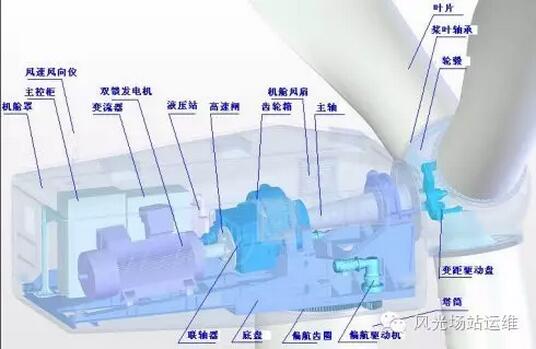 叶片
桨叶轴承
轮毂
风速风向仪
主控柜
机舱罩
双馈发电机
变流器
液压站
高速闸
机舱风扇
齿轮箱
主轴
变距驱动盘
塔筒
联轴器
底盘
偏航齿圈
偏航驱动机
风光场站运维